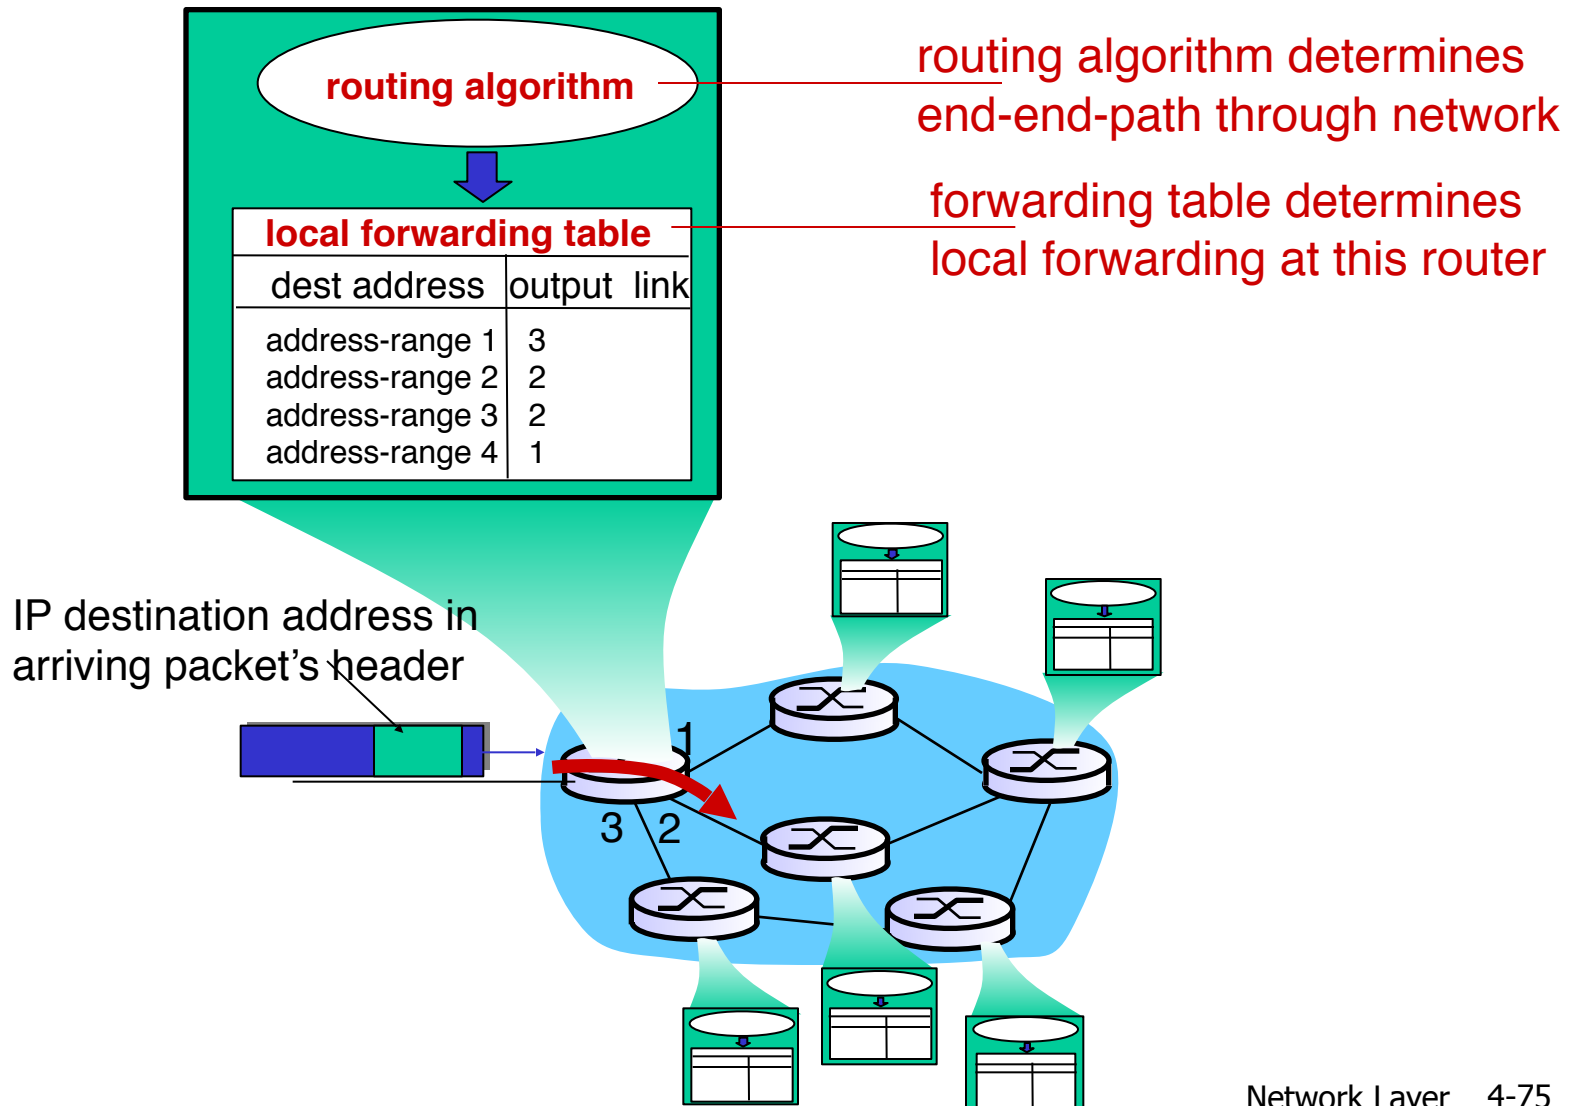 routing algorithm
routing algorithm determines
end-end-path through network
forwarding table determines
local forwarding at this router
local forwarding table
dest address output link
address-range 1 3
address-range 2 2
address-range 3 2
address-range 4 1
IP destination address in
arriving packet's header
1
3 2
Network Layer 4-75